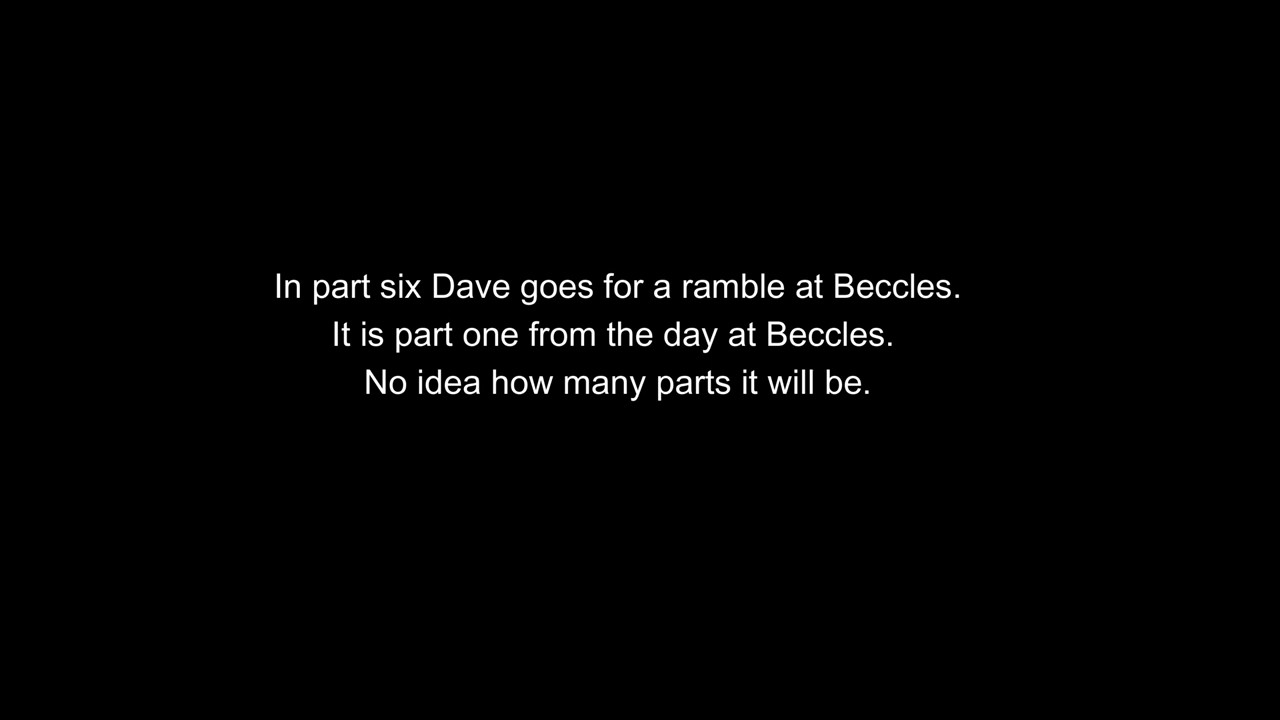 In part six Dave goes for a ramble at Beccles.
It is part one from the day at Beccles.
No idea how many parts it will be.